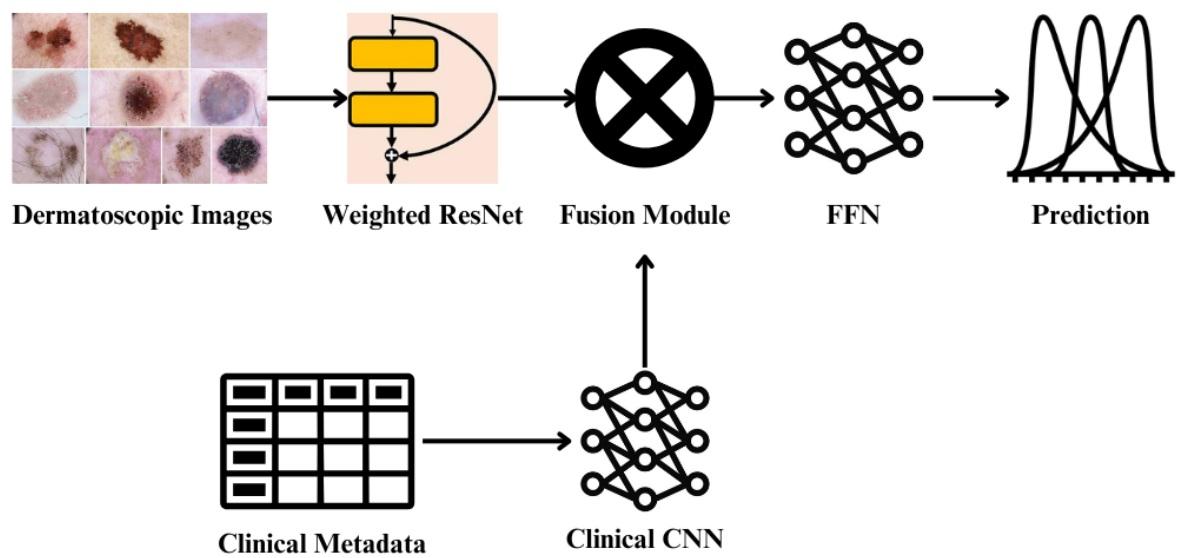 Dermatoscopic Images
Weighted ResNet
Fusion Module
FFN
Prediction
Clinical Metadata
Clinical CNN